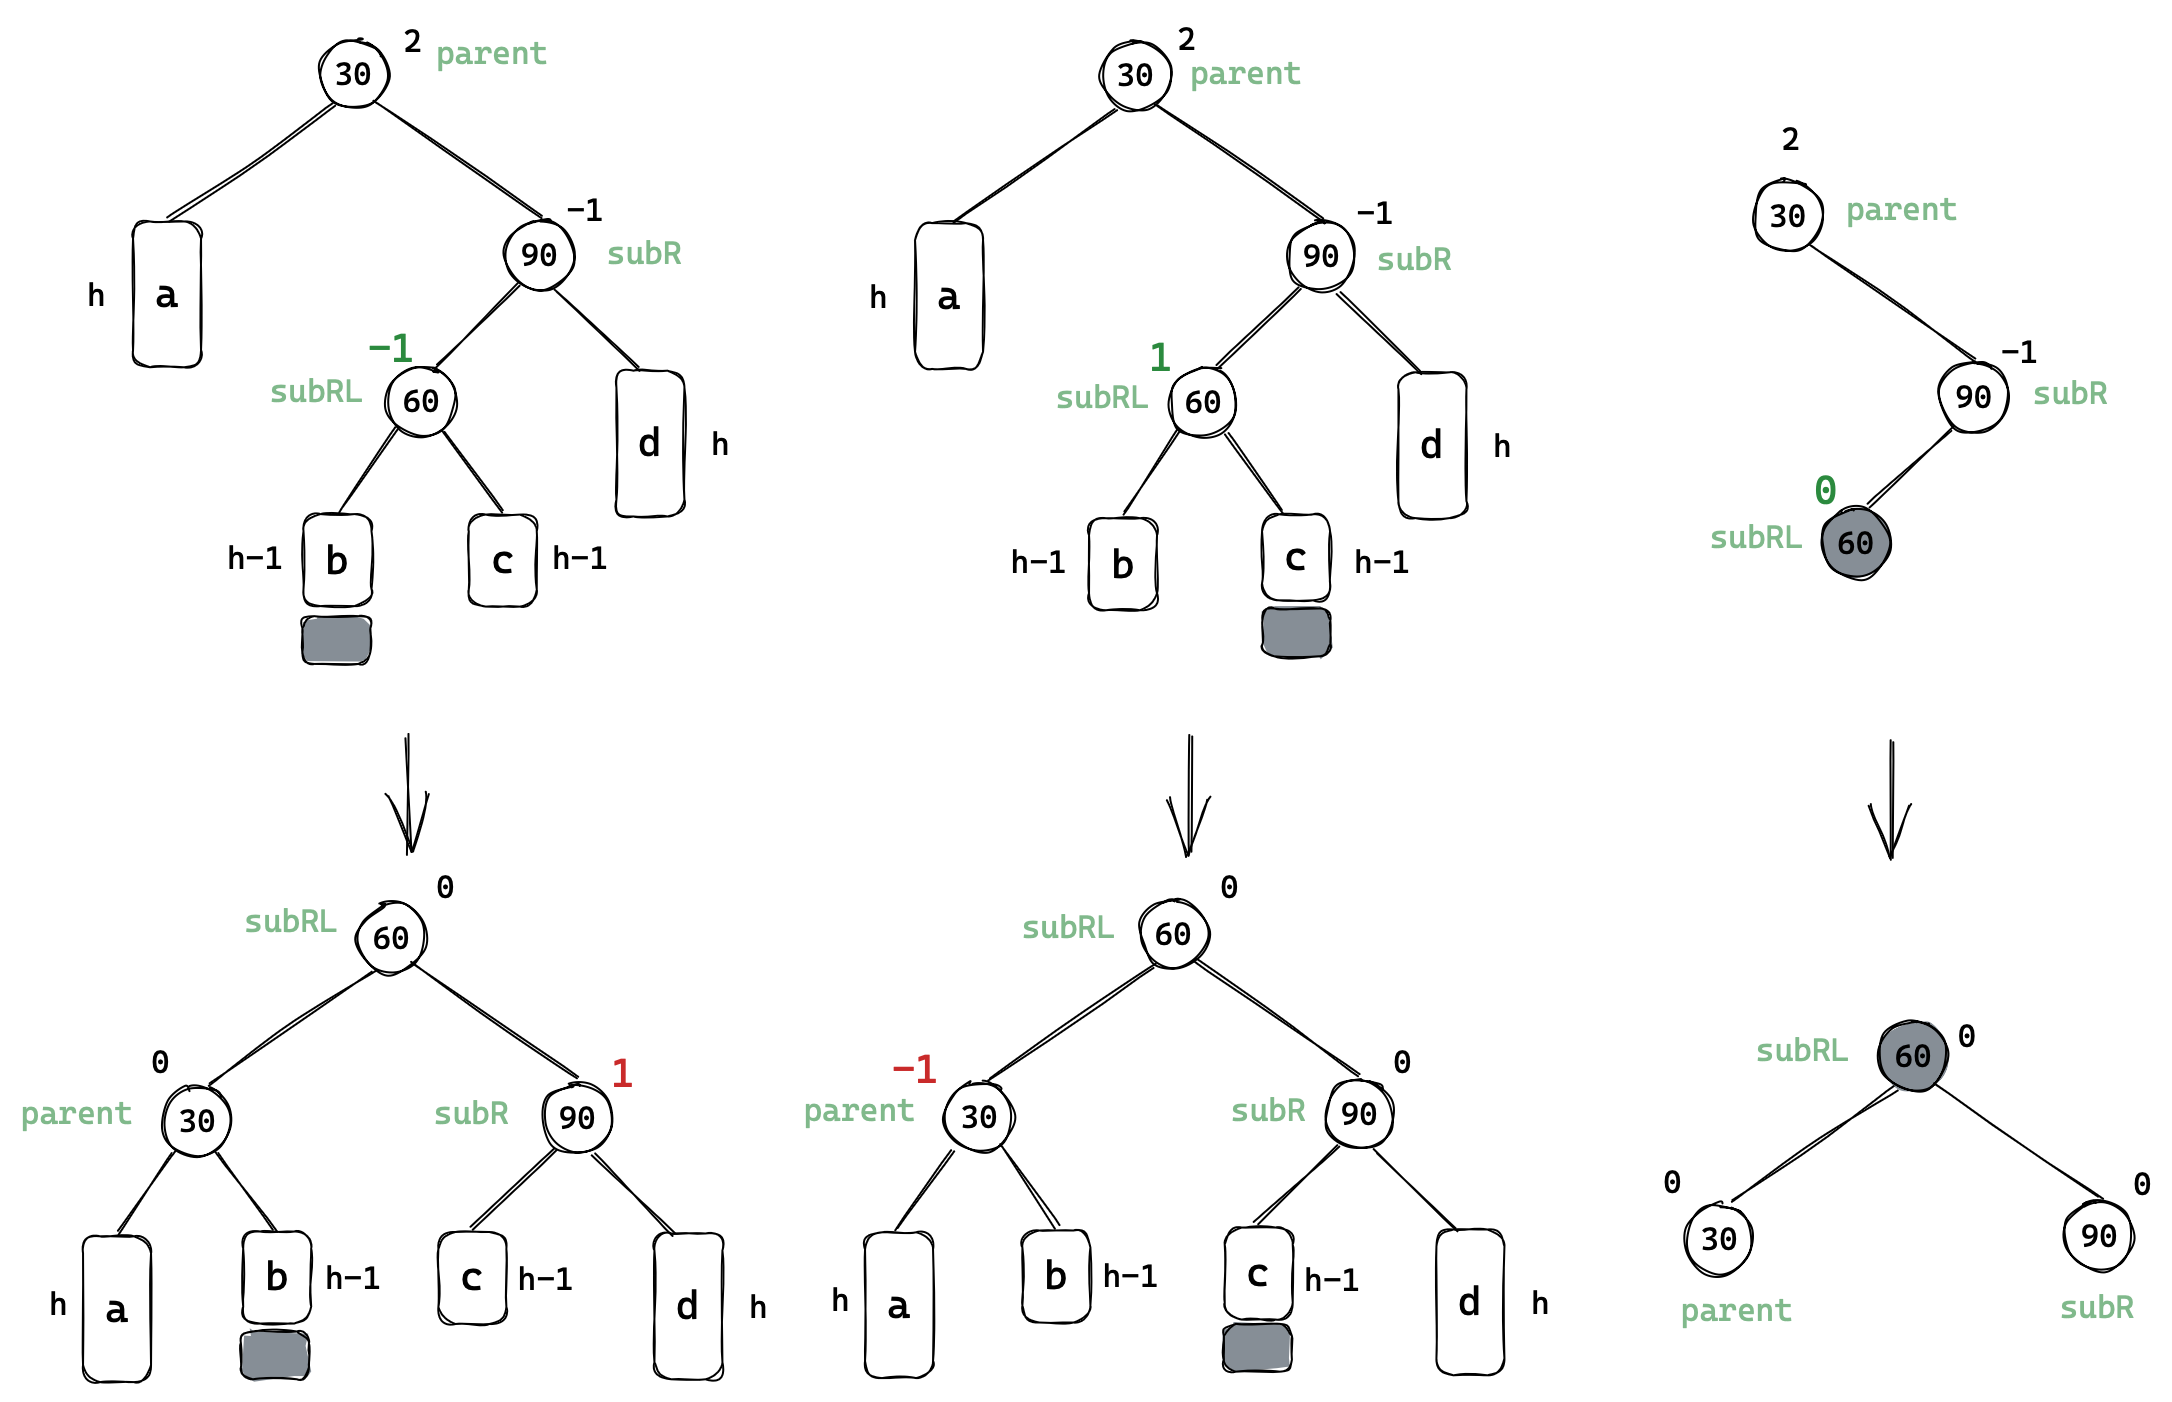 2 parent
30
-1
90 subR
h a
-1
subRL 60
d h
h-1 b c h-1
2
30 parent
-1
90 subR
h a
1
subRL 60
d h
h-1 b c h-1
2
30 parent
-1
90 subR
0
subRL 60
0
subRL 60
0 1
parent 30 subR 90
h a b h-1 c h-1 d h
0
subRL 60
-1 0
parent 30 subR 90
h a b h-1 c h-1 d h
subRL 60 0
0 0
30 90
parent subR